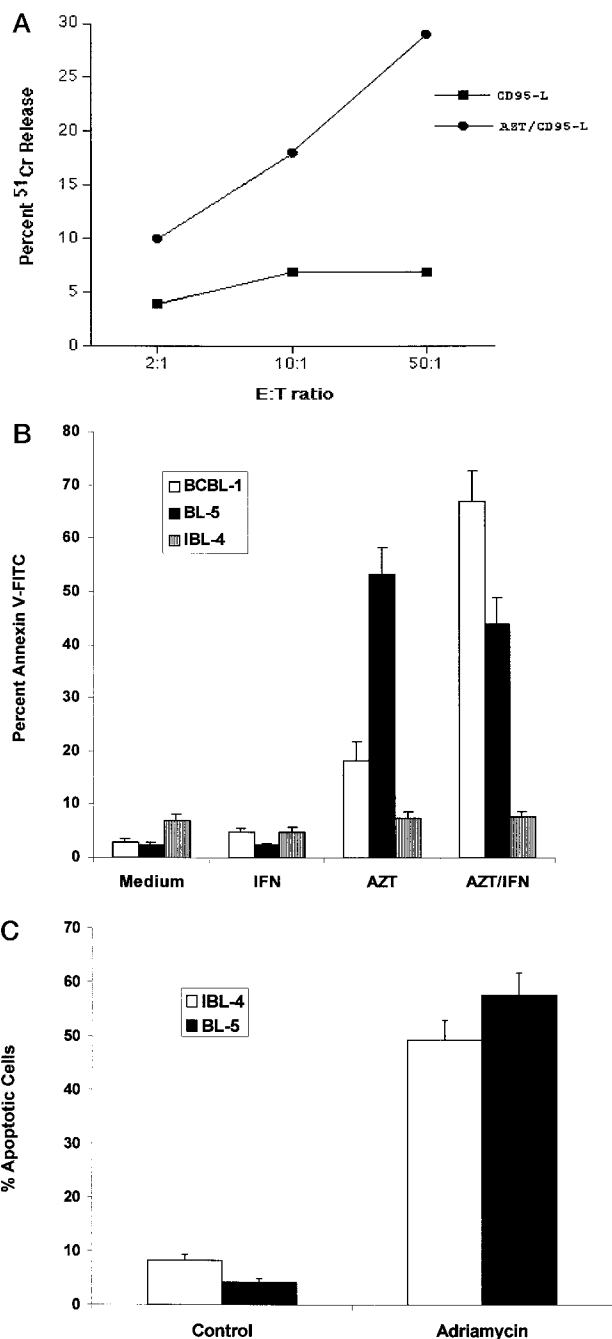 A
30
25
20
15
10
5
0
Percent 51Cr Release
CD95-L
AZT/CD95-L
2:1
10:1
50:1
E:T ratio
B
80
70
60
50
40
30
20
10
0
Percent Annexin V-FITC
BCBL-1
BL-5
IBL-4
Medium
IFN
AZT
AZT/IFN
C
70
60
50
40
30
20
10
0
% Apoptotic Cells
IBL-4
BL-5
Control
Adriamycin